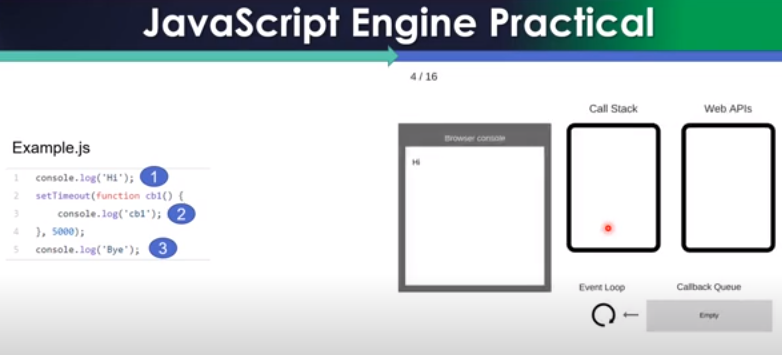 JavaScript Engine Practical
4 / 16
Example.js
1 console.log('Hi'); 1
2 setTimeout(function cb1() {
3 console.log('cb1'); 2
4 }, 5000);
5 console.log('Bye'); 3
Browser console
Hi
Call Stack
Web APIs
Event Loop
Callback Queue
Empty